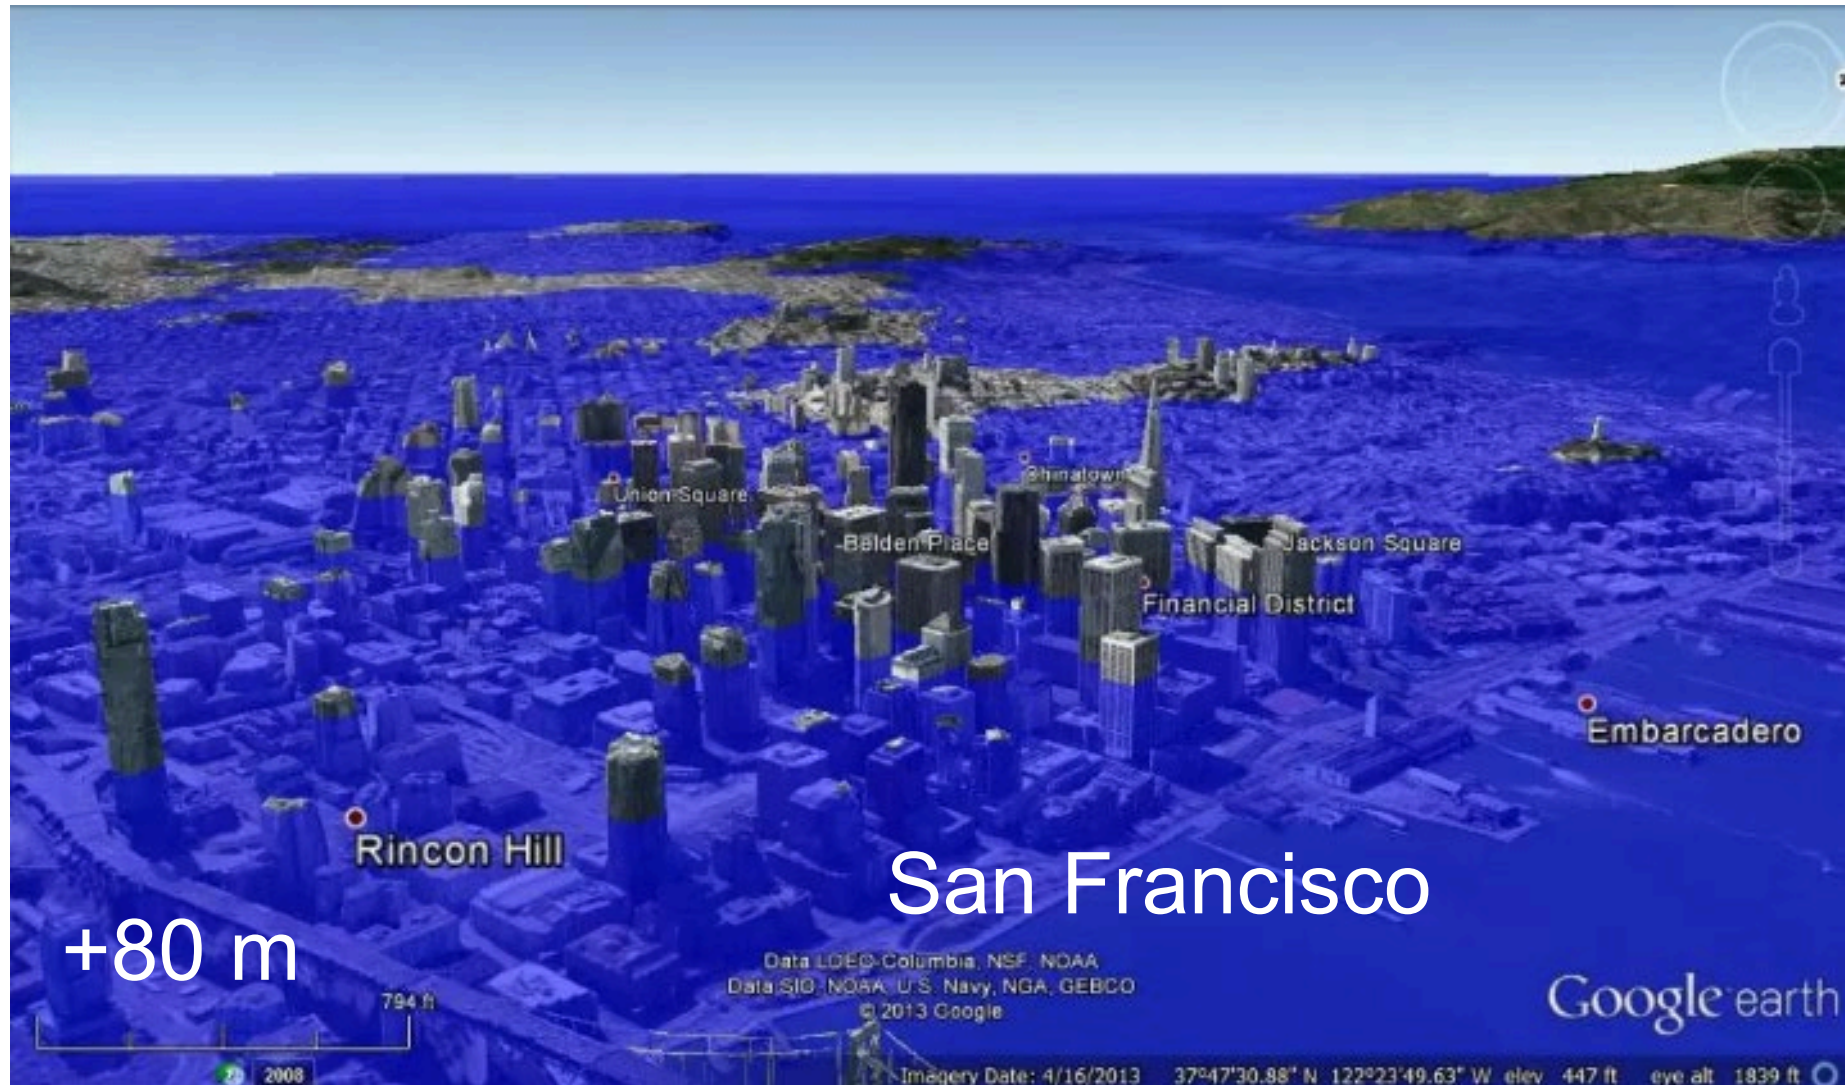 Union Square
Chinatown
Belden Place
Jackson Square
Financial District
Embarcadero
Rincon Hill
San Francisco
+80 m
Data LDEO-Columbia, NSF, NOAA
Data SIO, NOAA, U.S. Navy, NGA, GEBCO
© 2013 Google
Google earth
794 ft
2008
Imagery Date: 4/16/2013 37°47'30.88" N 122°23'49.63" W elev 447 ft eye alt 1839 ft